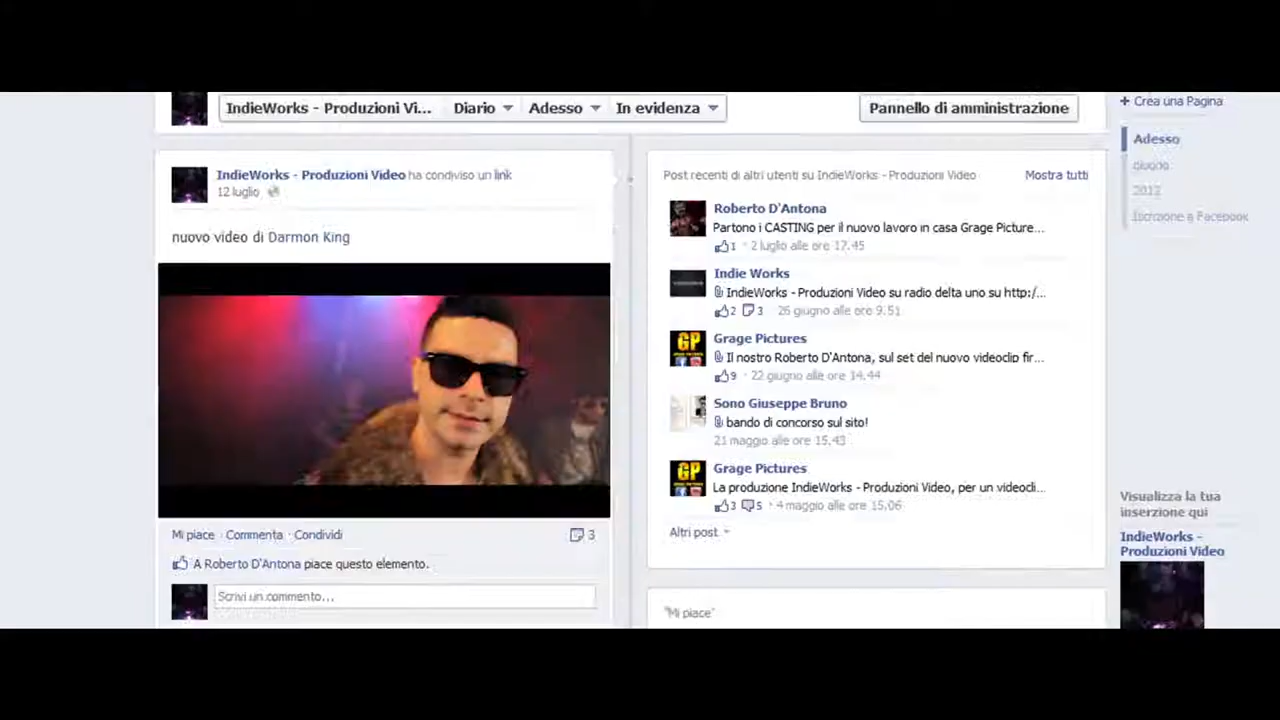 IndieWorks - Produzioni Vi...
Diario
Adesso
In evidenza
Pannello di amministrazione
IndieWorks - Produzioni Video ha condiviso un link
12 luglio
nuovo video di Darmon King
Mi piace · Commenta · Condividi
3
A Roberto D'Antona piace questo elemento.
Scrivi un commento...
Post recenti di altri utenti su IndieWorks - Produzioni Video
Mostra tutti
Roberto D'Antona
Partono i CASTING per il nuovo lavoro in casa Grage Picture...
1 · 2 luglio alle ore 17.45
Indie Works
IndieWorks - Produzioni Video su radio delta uno su http:/...
2 3 26 giugno alle ore 9.51
Grage Pictures
Il nostro Roberto D'Antona, sul set del nuovo videoclip fir...
9 · 22 giugno alle ore 14.44
Sono Giuseppe Bruno
bando di concorso sul sito!
21 maggio alle ore 15.43
GP
Grage Pictures
La produzione IndieWorks - Produzioni Video, per un videocli...
3 5 · 4 maggio alle ore 15.06
GP
Altri post
"Mi piace"
+ Crea una Pagina
Adesso
giugno
2012
Iscrizione a Facebook
Visualizza la tua
inserzione qui
IndieWorks -
Produzioni Video